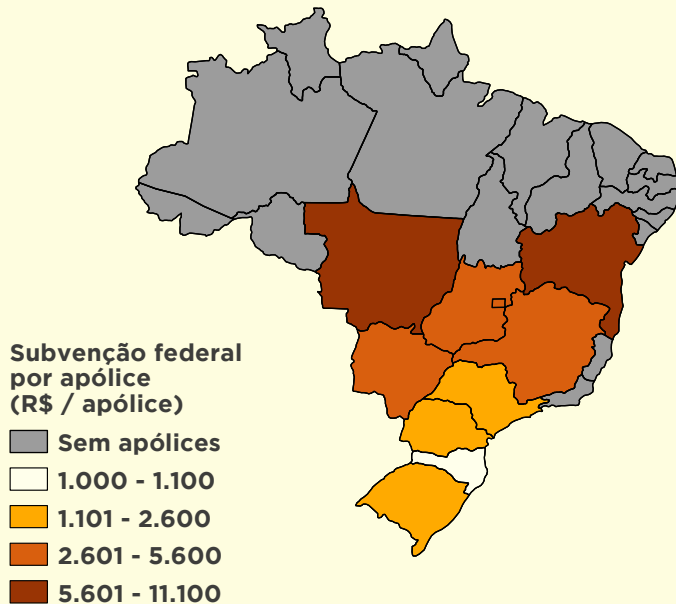 Subvenção federal
por apólice
(R$ / apólice)
Sem apólices
1.000 - 1.100
1.101 - 2.600
2.601 - 5.600
5.601 - 11.100